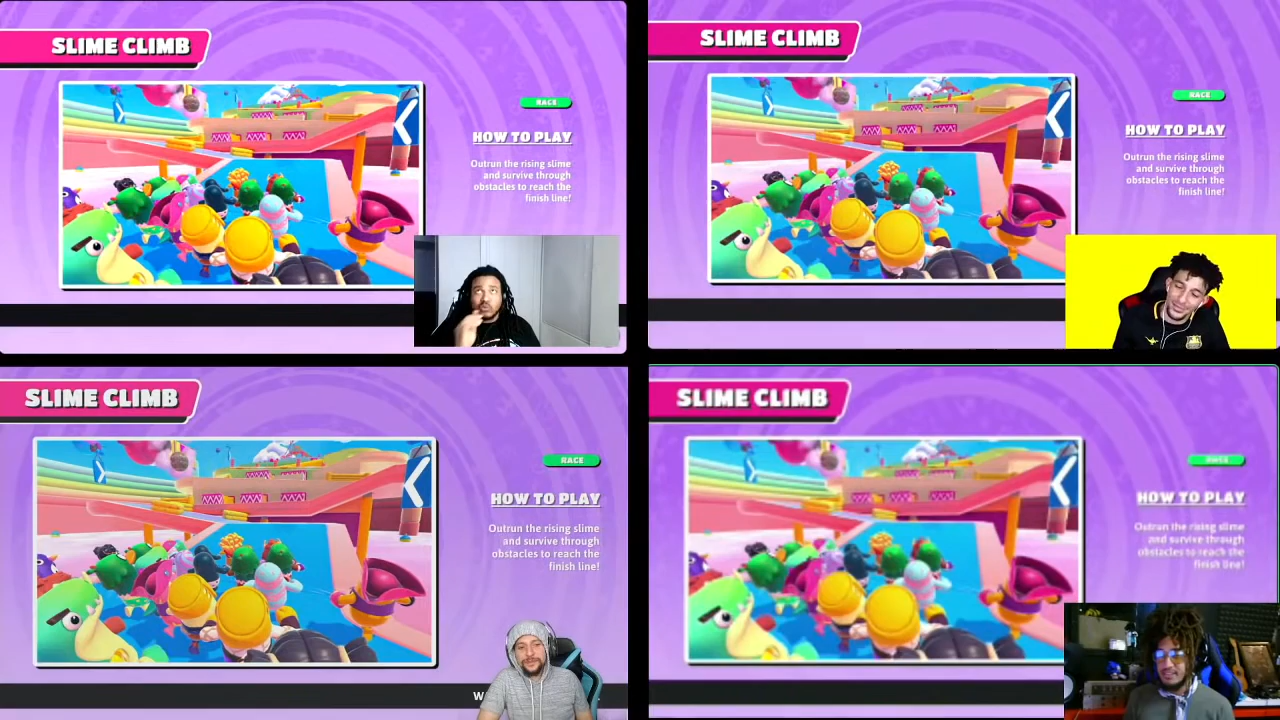 SLIME CLIMB
RACE
HOW TO PLAY
Outrun the rising slime
and survive through
obstacles to reach the
finish line!
SLIME CLIMB
RACE
HOW TO PLAY
Outrun the rising slime
and survive through
obstacles to reach the
finish line!
SLIME CLIMB
RACE
HOW TO PLAY
Outrun the rising slime
and survive through
obstacles to reach the
finish line!
W
SLIME CLIMB
RACE
HOW TO PLAY
Outrun the rising slime
and survive through
obstacles to reach the
finish line!